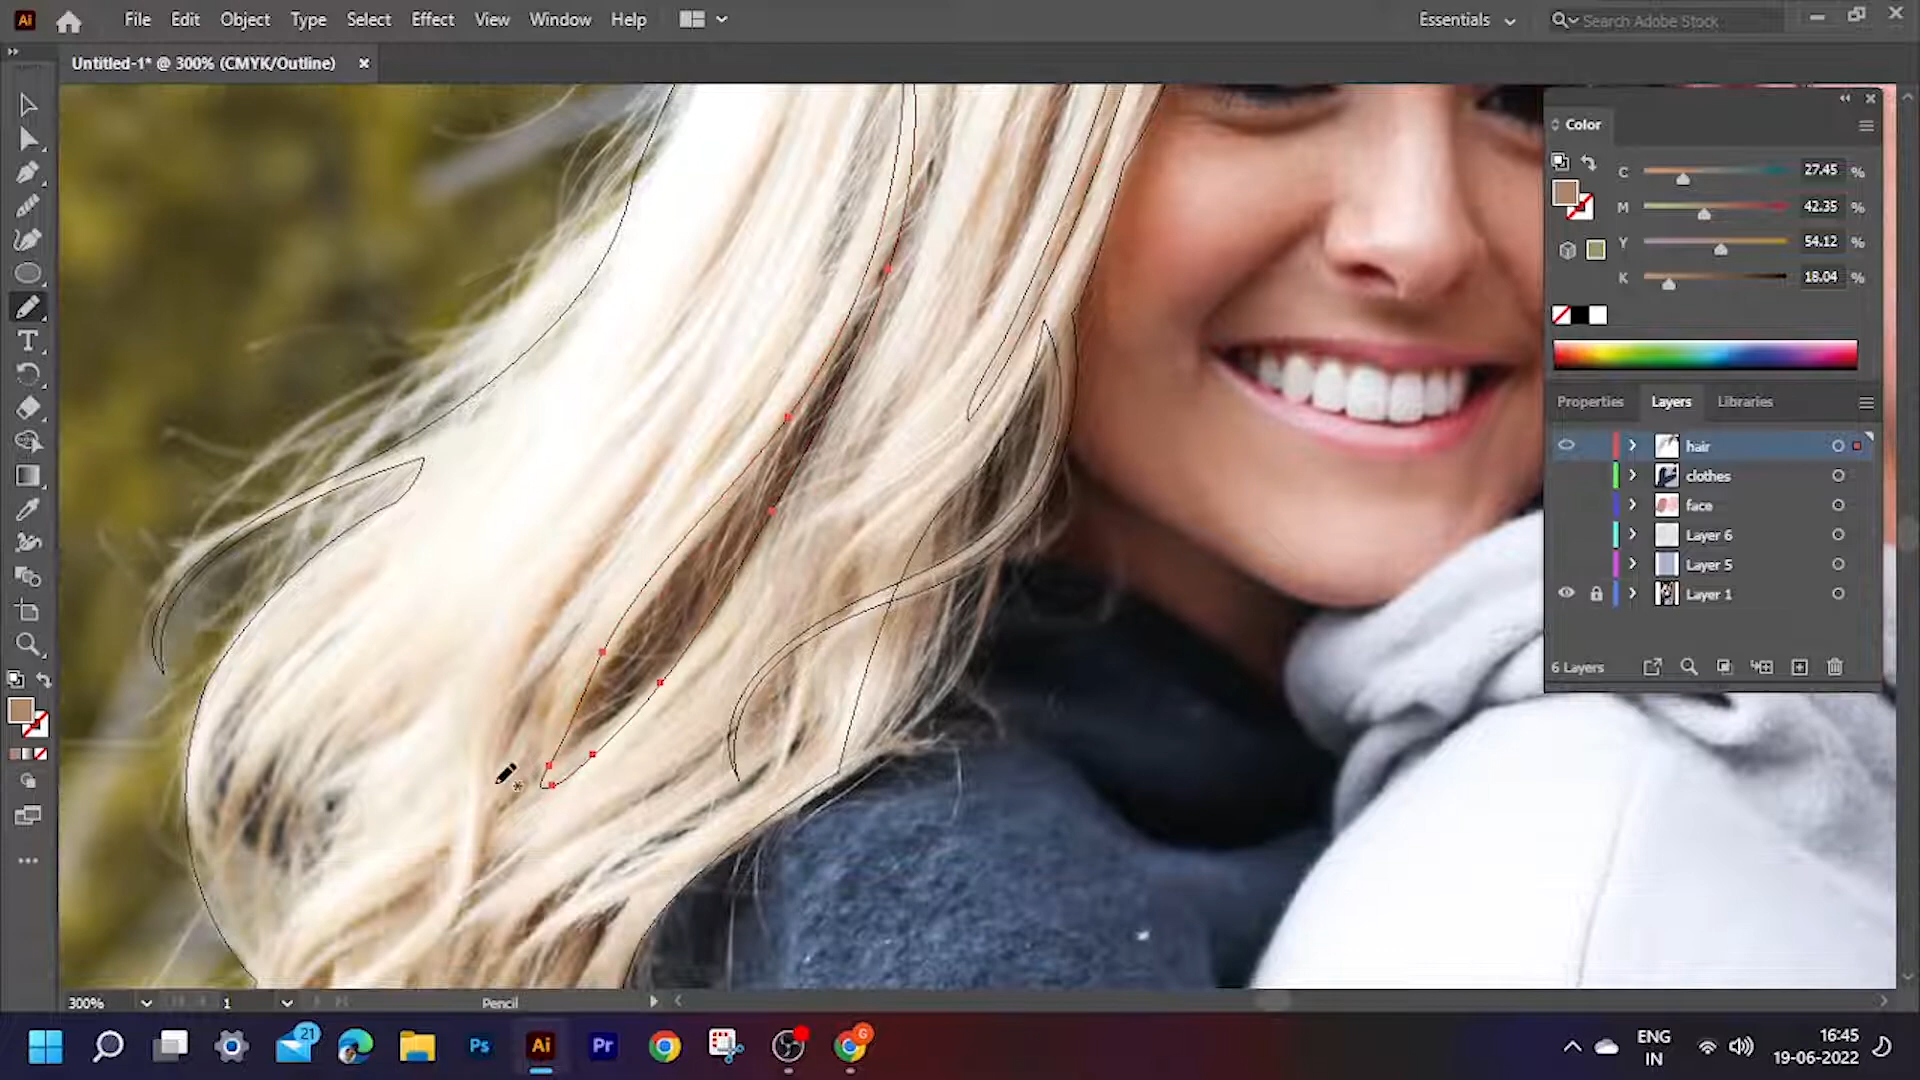 Ai File Edit Object Type Select Effect View Window Help Essentials Search Adobe Stock
Untitled-1* @ 300% (CMYK/Outline)
Color
C 27.45 %
M 42.35 %
Y 54.12 %
K 18.04 %
Properties Layers Libraries
hair
clothes
face
Layer 6
Layer 5
Layer 1
6 Layers
300% 1 Pencil
21 Ps Ai Pr G
ENG
IN
16:45
19-06-2022